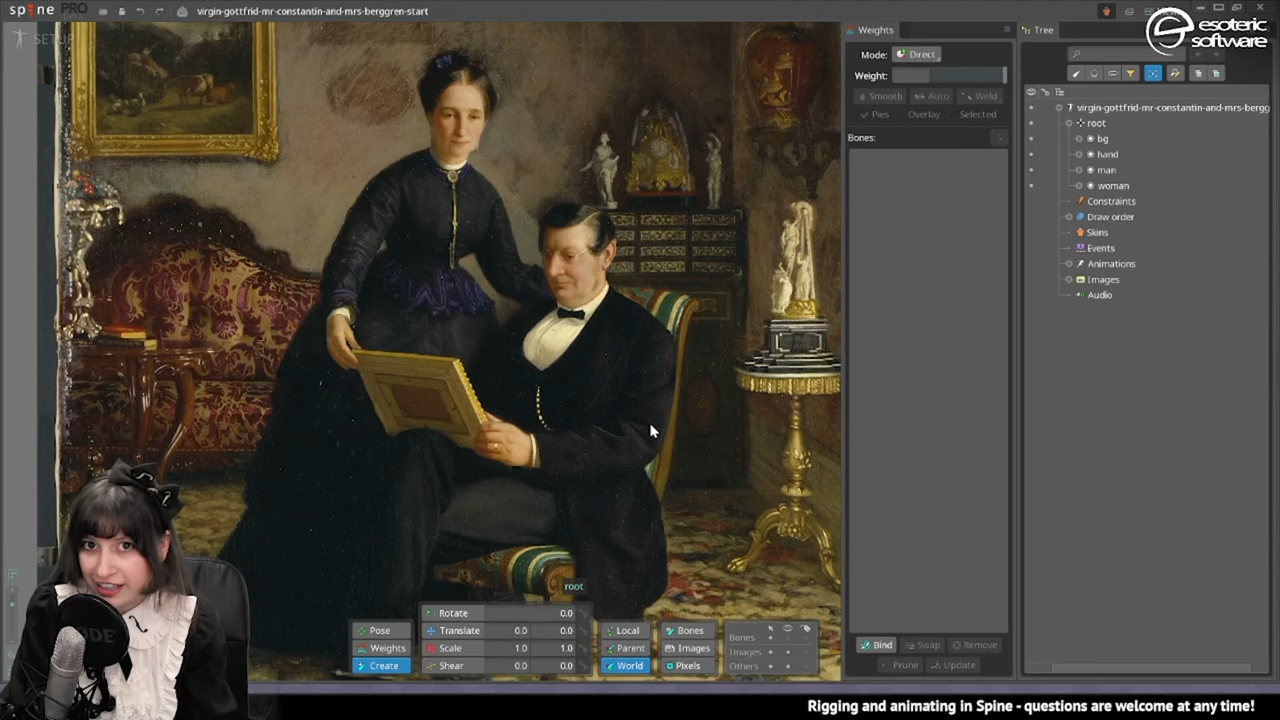 spine PRO
virgin-gottfrid-mr-constantin-and-mrs-berggren-start
SETUP
esoteric
software
Weights
Tree
Mode:
Direct
Weight:
Smooth
Auto
Weld
Pies
Overlay
Selected
Bones:
virgin-gottfrid-mr-constantin-and-mrs-bergg
root
bg
hand
man
woman
Constraints
Draw order
Skins
Events
Animations
Images
Audio
root
Pose
Weights
Create
Rotate 0.0
Translate 0.0 0.0
Scale 1.0 1.0
Shear 0.0 0.0
Local
Parent
World
Bones
Images
Pixels
Bones
Images
Others
Bind
Swap
Remove
Prune
Update
Rigging and animating in Spine - questions are welcome at any time!